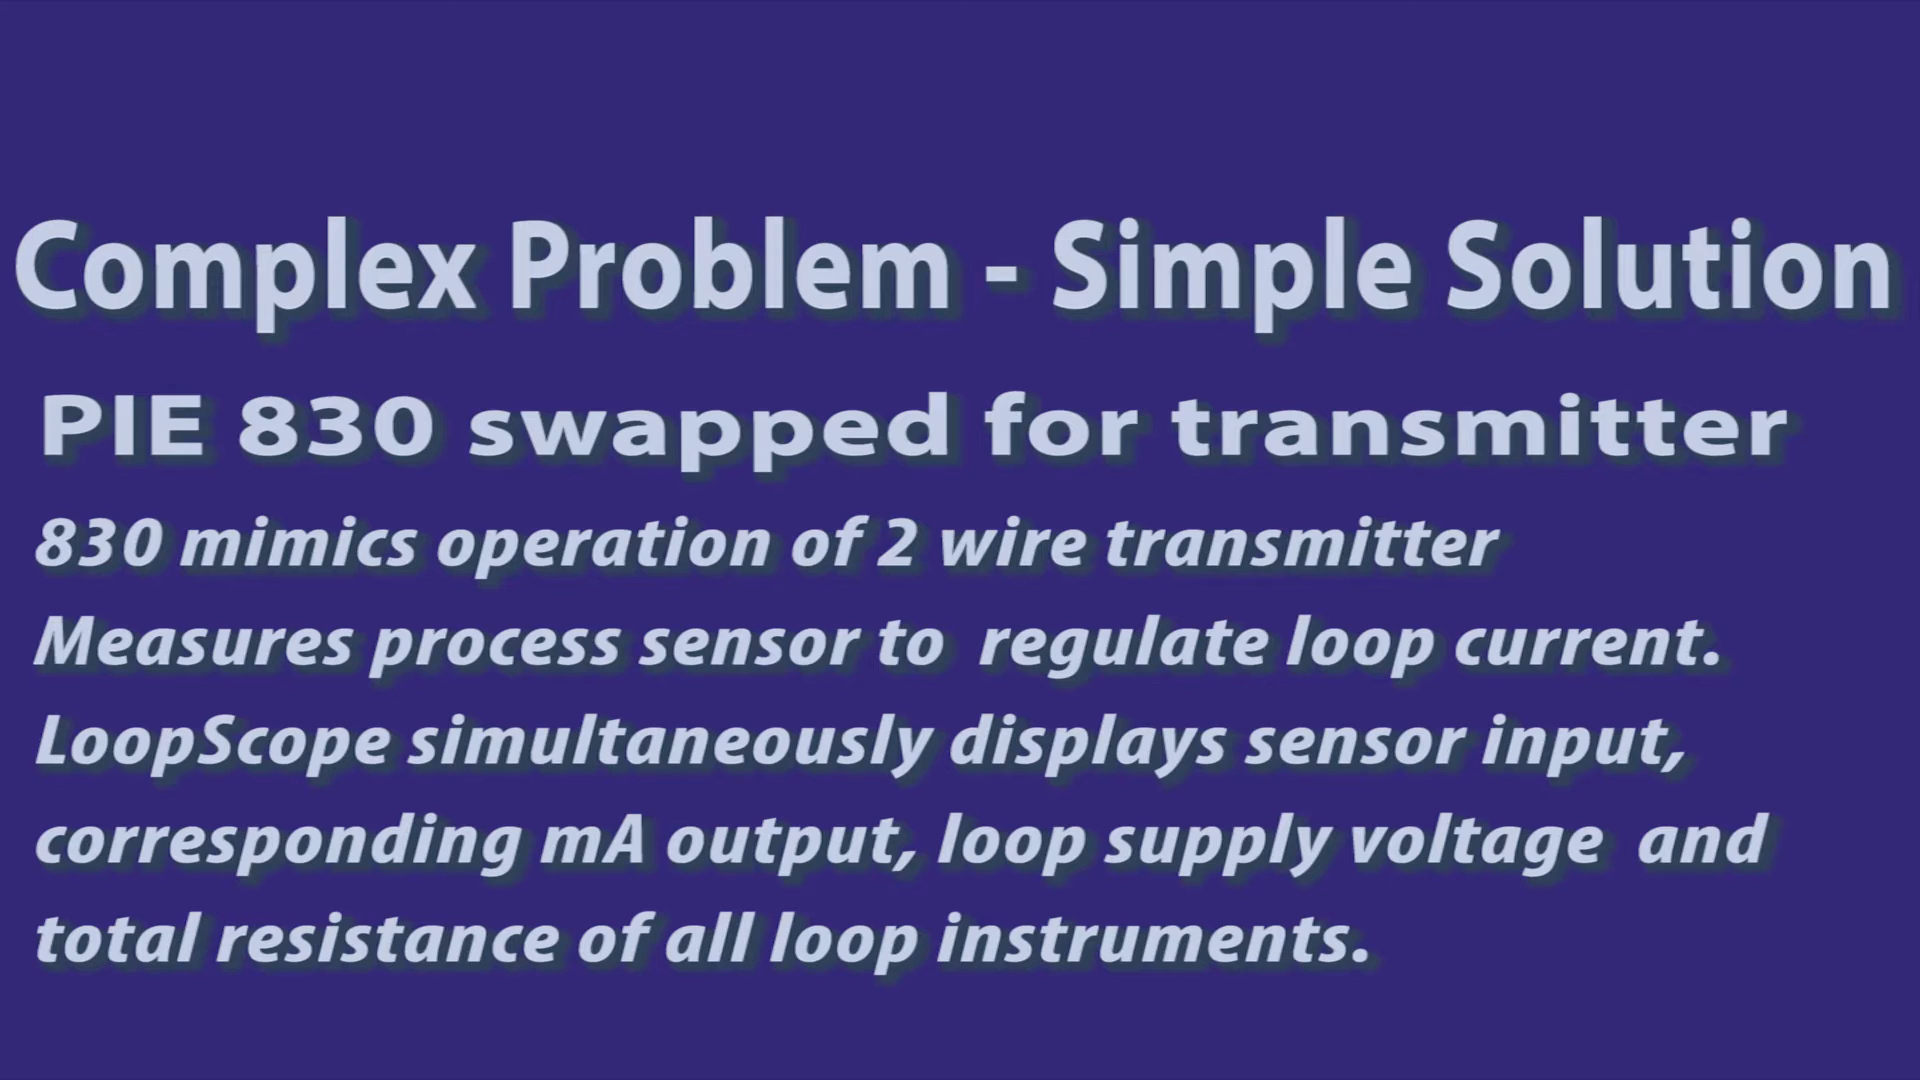 Complex Problem - Simple Solution
PIE 830 swapped for transmitter
830 mimics operation of 2 wire transmitter
Measures process sensor to regulate loop current.
LoopScope simultaneously displays sensor input,
corresponding mA output, loop supply voltage and
total resistance of all loop instruments.